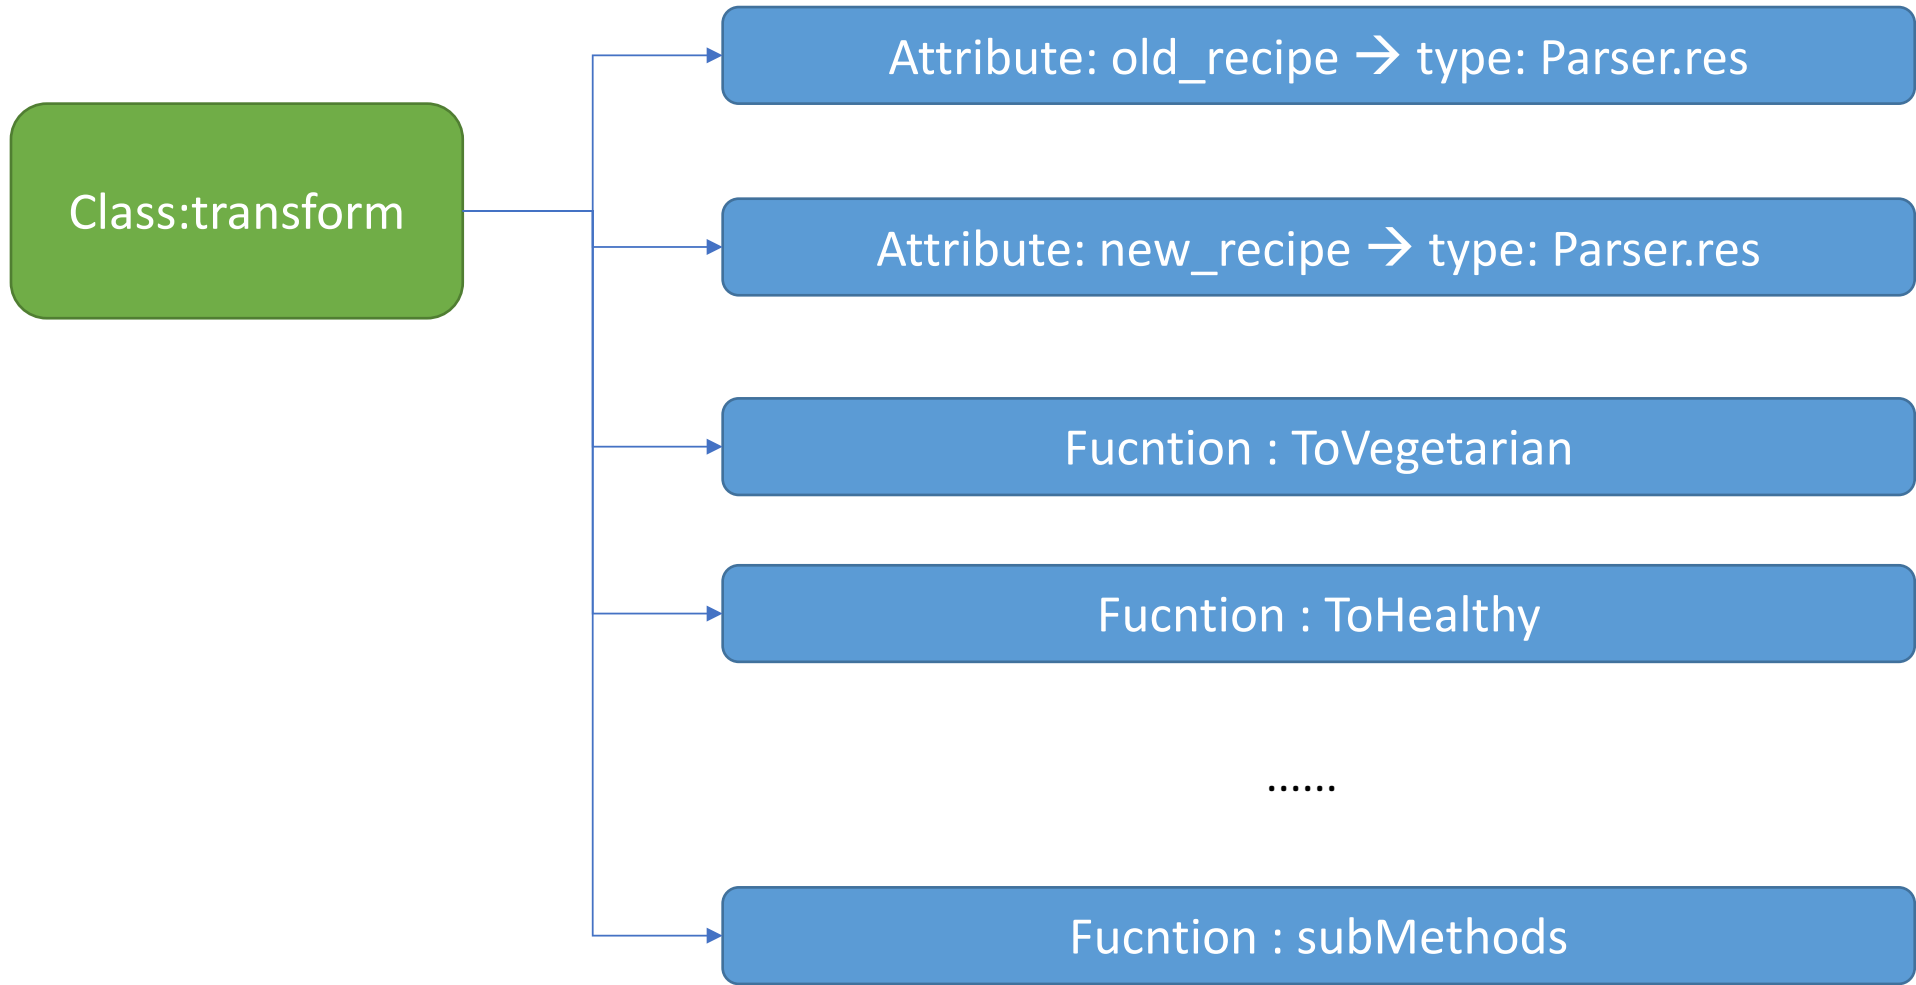 Attribute: old_recipe → type: Parser.res
Class:transform
Attribute: new_recipe → type: Parser.res
Fucntion : ToVegetarian
Fucntion : ToHealthy
......
Fucntion : subMethods